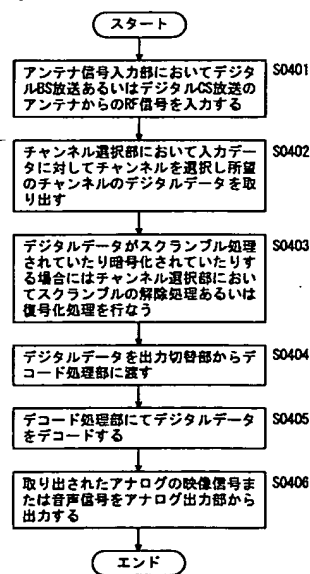 スタート
アンテナ信号入力部においてデジタ
ルBS放送あるいはデジタルCS放送の
アンテナからのRF信号を入力する
S0401
チャンネル選択部において入力デー
タに対してチャンネルを選択し所望
のチャンネルのデジタルデータを取
り出す
S0402
デジタルデータがスクランブル処理
されていたり暗号化されていたりす
る場合にはチャンネル選択部におい
てスクランブルの解除処理あるいは
復号化処理を行なう
S0403
デジタルデータを出力切替部からデ
コード処理部に渡す
S0404
デコード処理部にてデジタルデータ
をデコードする
S0405
取り出されたアナログの映像信号ま
たは音声信号をアナログ出力部から
出力する
S0406
エンド